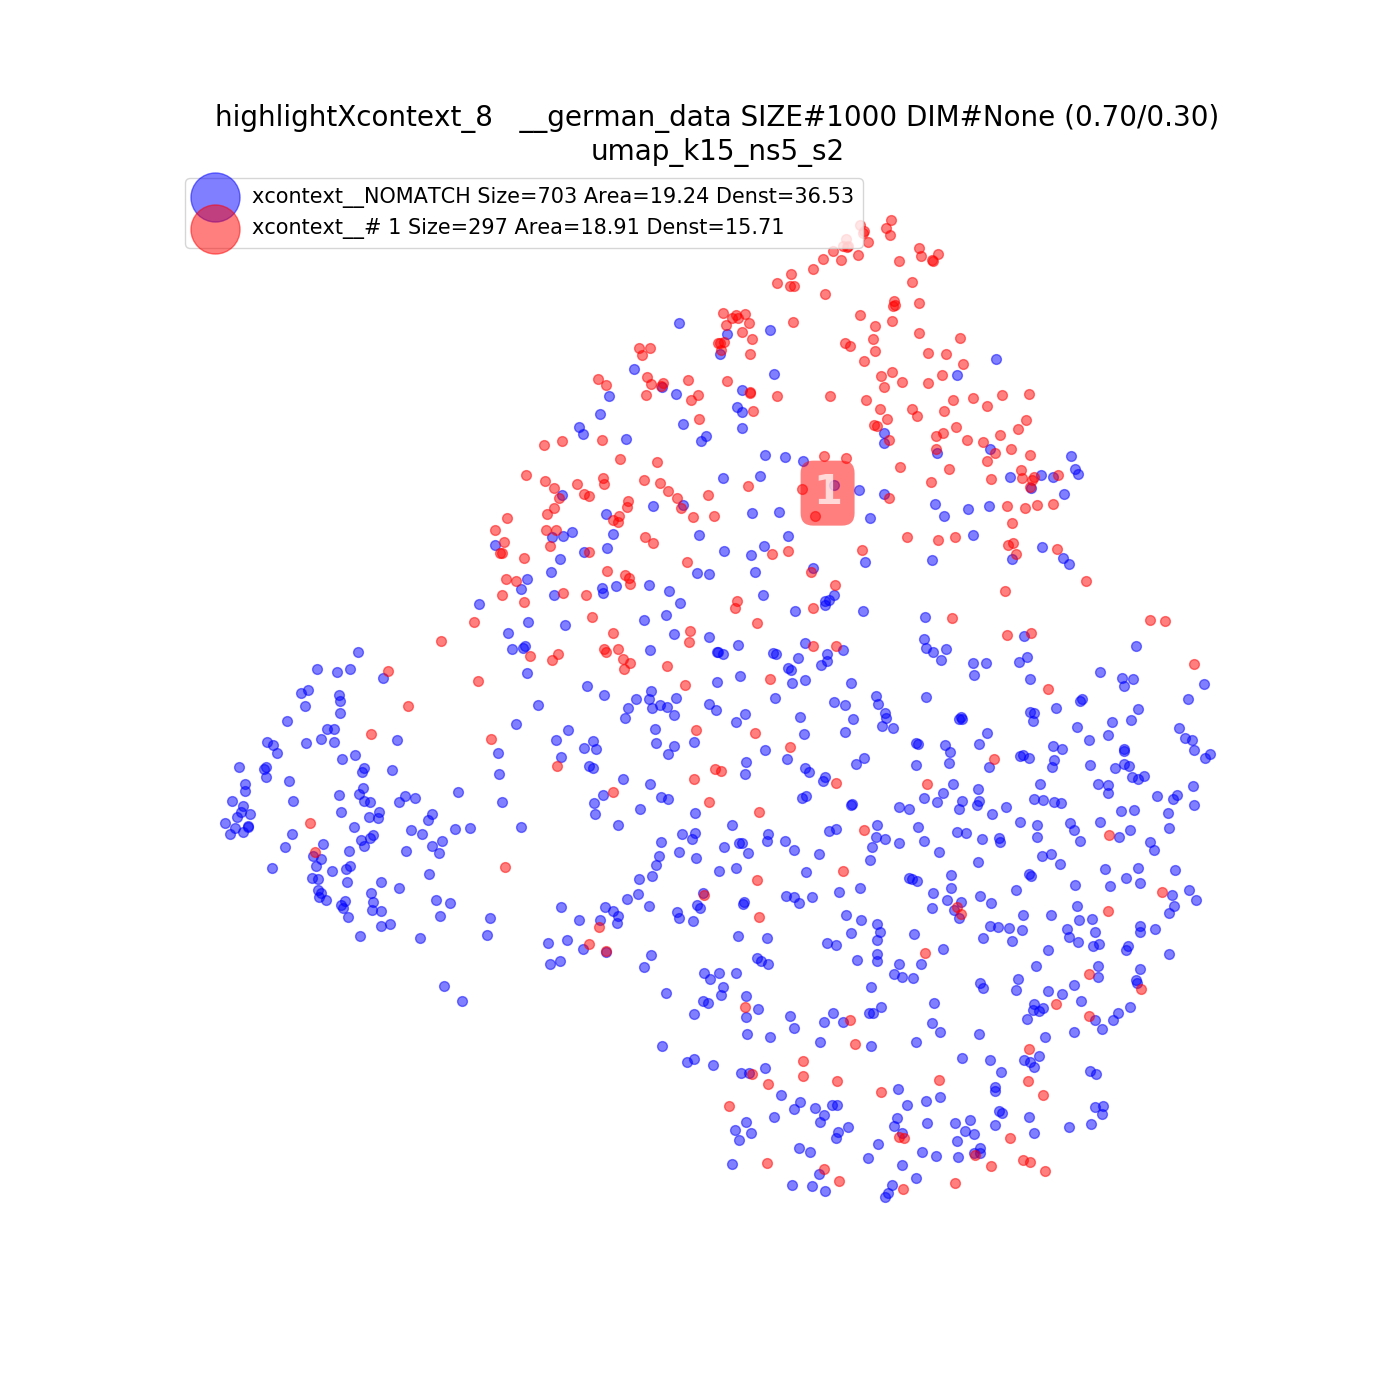 highlightXcontext_8   __german_data SIZE#1000 DIM#None (0.70/0.30)
umap_k15_ns5_s2
xcontext__NOMATCH Size=703 Area=19.24 Denst=36.53
xcontext__# 1 Size=297 Area=18.91 Denst=15.71
1